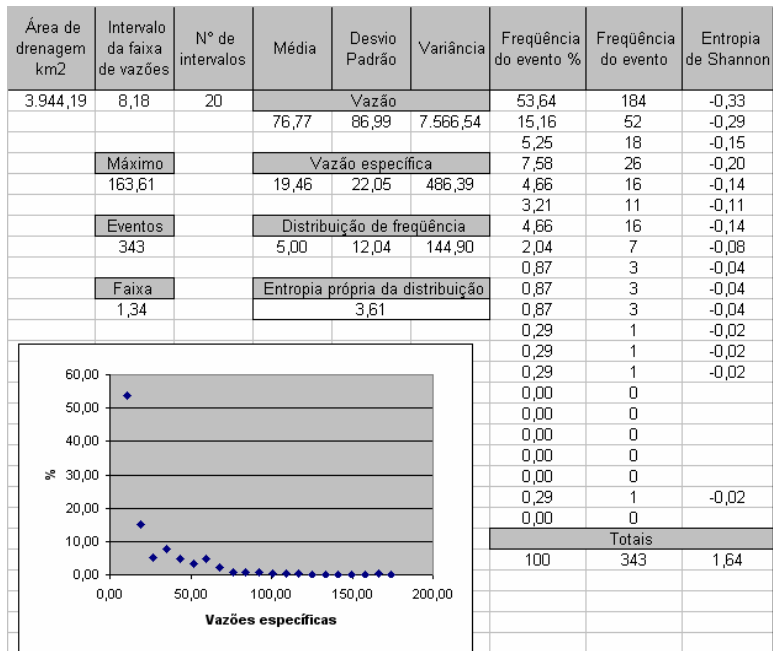 Área de drenagem km2 Intervalo da faixa de vazões N° de intervalos Média Desvio Padrão Variância Freqüência do evento % Freqüência do evento Entropia de Shannon
3.944,19 8,18 20 Vazão 53,64 184 -0,33
76,77 86,99 7.566,54 15,16 52 -0,29
5,25 18 -0,15
Máximo Vazão específica 7,58 26 -0,20
163,61 19,46 22,05 486,39 4,66 16 -0,14
3,21 11 -0,11
Eventos Distribuição de freqüência 4,66 16 -0,14
343 5,00 12,04 144,90 2,04 7 -0,08
0,87 3 -0,04
Faixa Entropia própria da distribuição 0,87 3 -0,04
1,34 3,61 0,87 3 -0,04
0,29 1 -0,02
0,29 1 -0,02
0,29 1 -0,02
0,00 0
0,00 0
0,00 0
0,00 0
0,00 0
0,29 1 -0,02
0,00 0
Totais
100 343 1,64
60,00
50,00
40,00
30,00
20,00
10,00
0,00
%
0,00 50,00 100,00 150,00 200,00
Vazões específicas